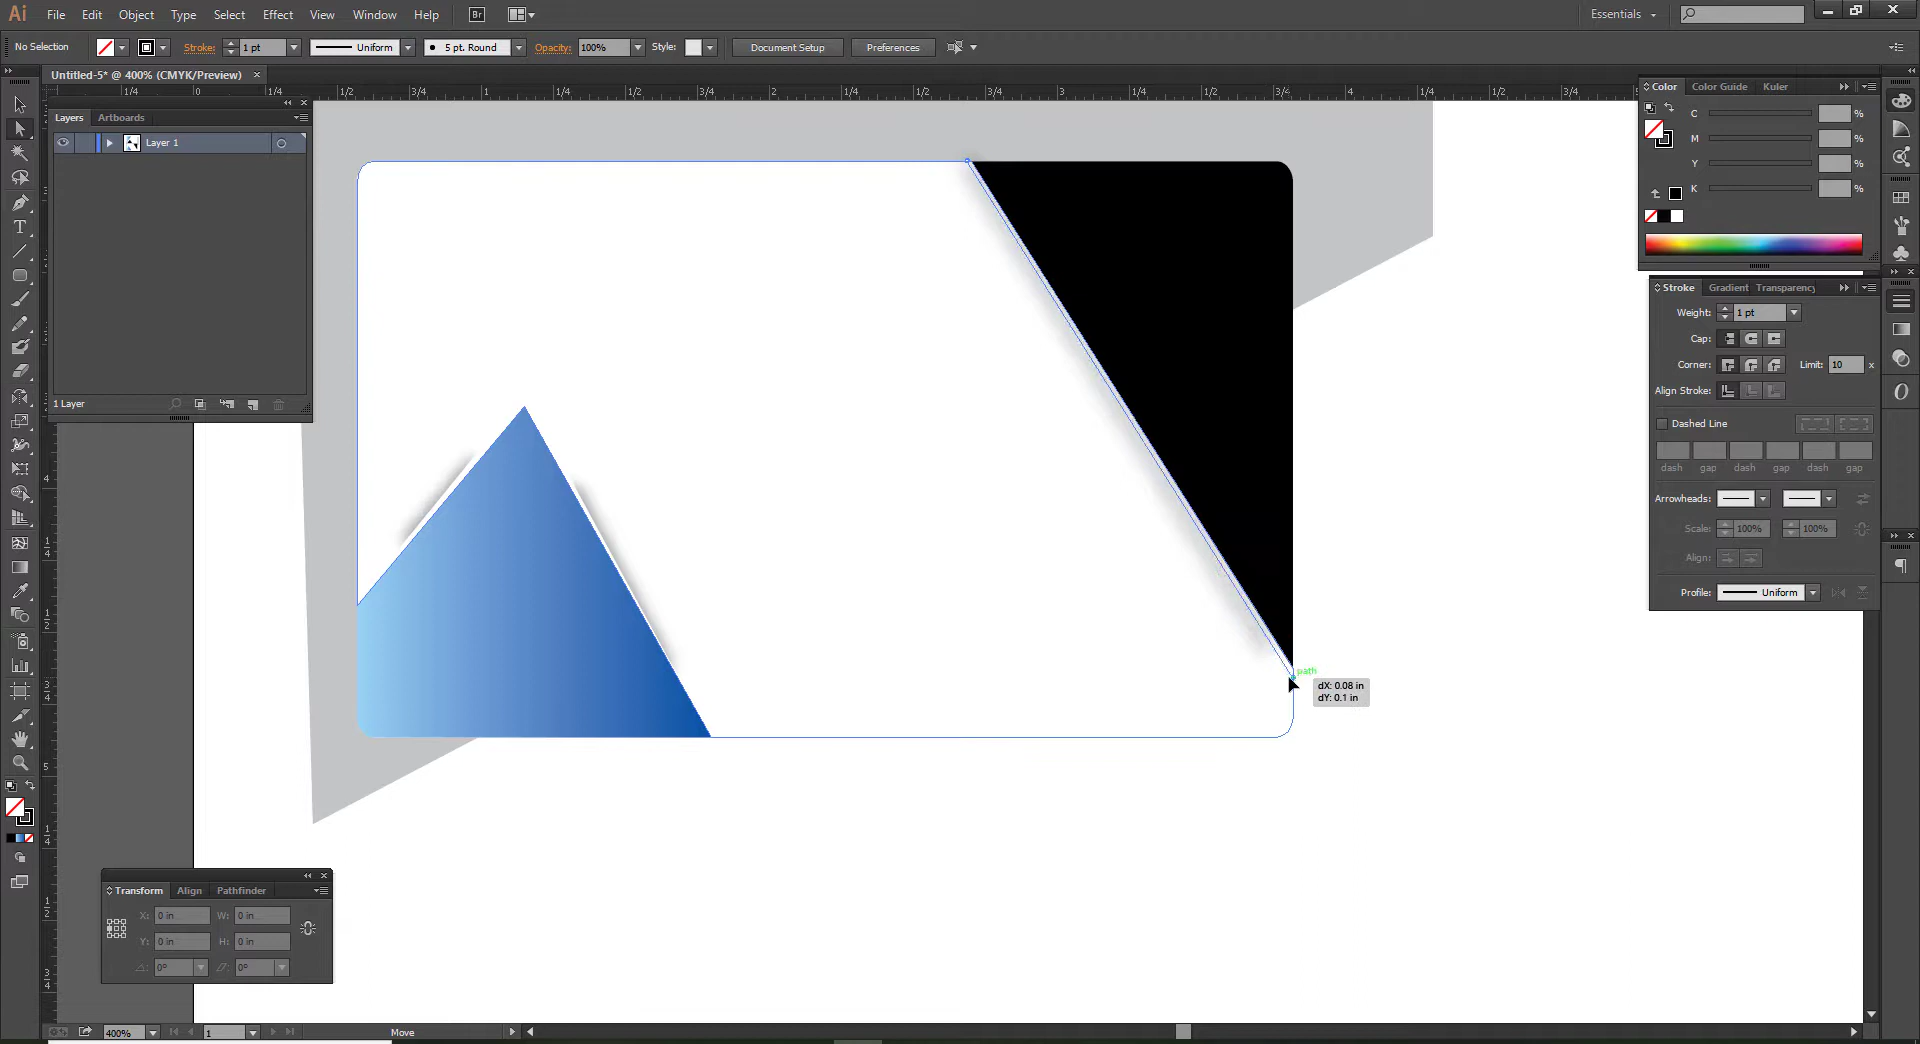 Ai File Edit Object Type Select Effect View Window Help Br Essentials
No Selection Stroke: 1 pt Uniform 5 pt. Round Opacity: 100% Style: Document Setup Preferences
Untitled-5* @ 400% (CMYK/Preview)
1/4 0 1/4 1/2 3/4 1 1/4 1/2 3/4 2 1/4 1/2 3/4 3 1/4 1/2 3/4 4 1/4 1/2 3/4
Layers Artboards
Layer 1
1 Layer
Color Color Guide Kuler
C %
M %
Y %
K %
Stroke Gradient Transparency
Weight: 1 pt
Cap:
Corner: Limit: 10 x
Align Stroke:
Dashed Line
dash gap dash gap dash gap
Arrowheads:
Scale: 100% 100%
Align:
Profile: Uniform
path
dX: 0.08 in
dY: 0.1 in
Transform Align Pathfinder
X: 0 in W: 0 in
Y: 0 in H: 0 in
0° 0°
400% 1 Move